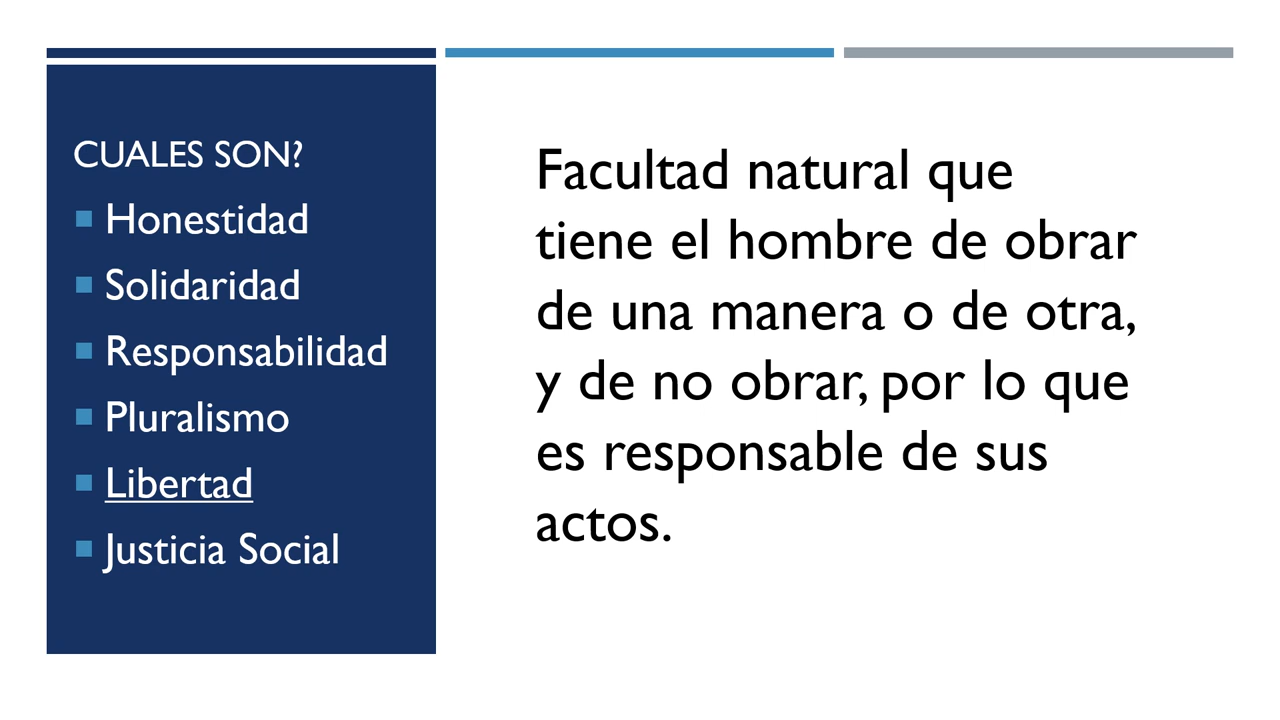 CUALES SON?
Honestidad
Solidaridad
Responsabilidad
Pluralismo
Libertad
Justicia Social
Facultad natural que
tiene el hombre de obrar
de una manera o de otra,
y de no obrar, por lo que
es responsable de sus
actos.